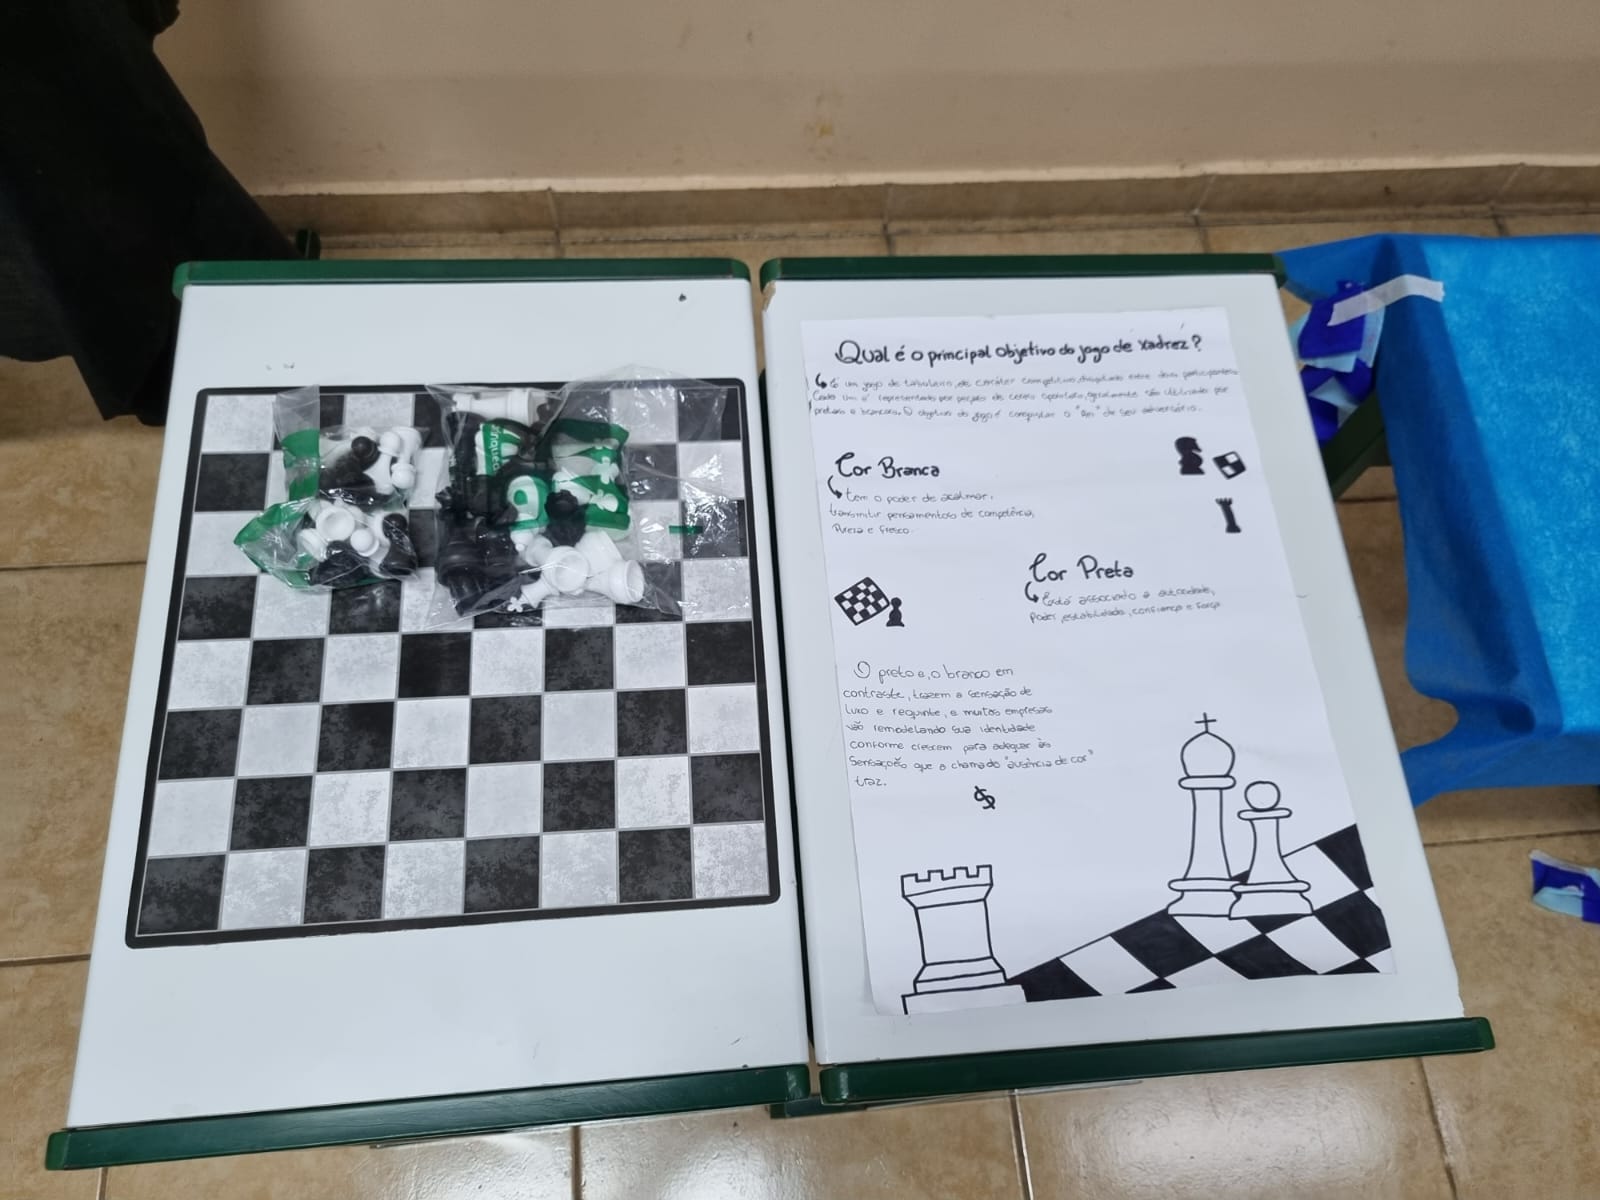 Qual é o principal objetivo do jogo de xadrez?
É um jogo de tabuleiro, de caráter competitivo, disputado entre dois participantes
Cada um é representado por peças de cores opostas, geralmente são utilizadas por
pretas e brancas. O objetivo do jogo é conquistar o "Rei" de seu adversário.
Cor Branca
tem o poder de acalmar,
transmitir pensamentos de competência,
Pureza e fresco.
Cor Preta
Está associado a autoridade,
Poder, estabilidade, confiança e força
O preto e, o branco em
contraste, trazem a sensação de
luxo e requinte, e muitas empresas
vão remodelando sua identidade
conforme crescem para adequar às
Sensações que a chamado "ausência de cor"
traz.